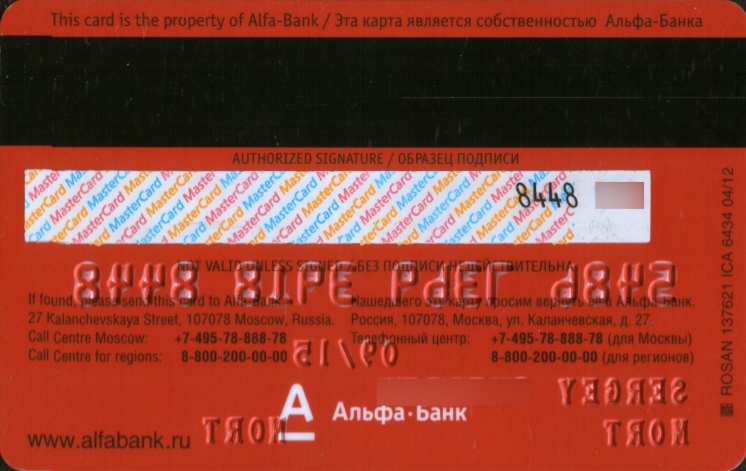 This card is the property of Alfa-Bank / Эта карта является собственностью Альфа-Банка
AUTHORIZED SIGNATURE / ОБРАЗЕЦ ПОДПИСИ
MasterCard
8448
NOT VALID UNLESS SIGNED / БЕЗ ПОДПИСИ НЕДЕЙСТВИТЕЛЬНА
If found, please send this card to Alfa-Bank
27 Kalanchevskaya Street, 107078 Moscow, Russia.
Call Centre Moscow: +7-495-78-888-78
Call Centre for regions: 8-800-200-00-00
Нашедшего эту карту просим вернуть ее в Альфа-Банк.
Россия, 107078, Москва, ул. Каланчевская, д. 27
Телефонный центр: +7-495-78-888-78 (для Москвы)
8-800-200-00-00 (для регионов)
09/15
SERGEY
А Альфа·Банк
www.alfabank.ru
ROSAN 137621 ICA 6434 04/12